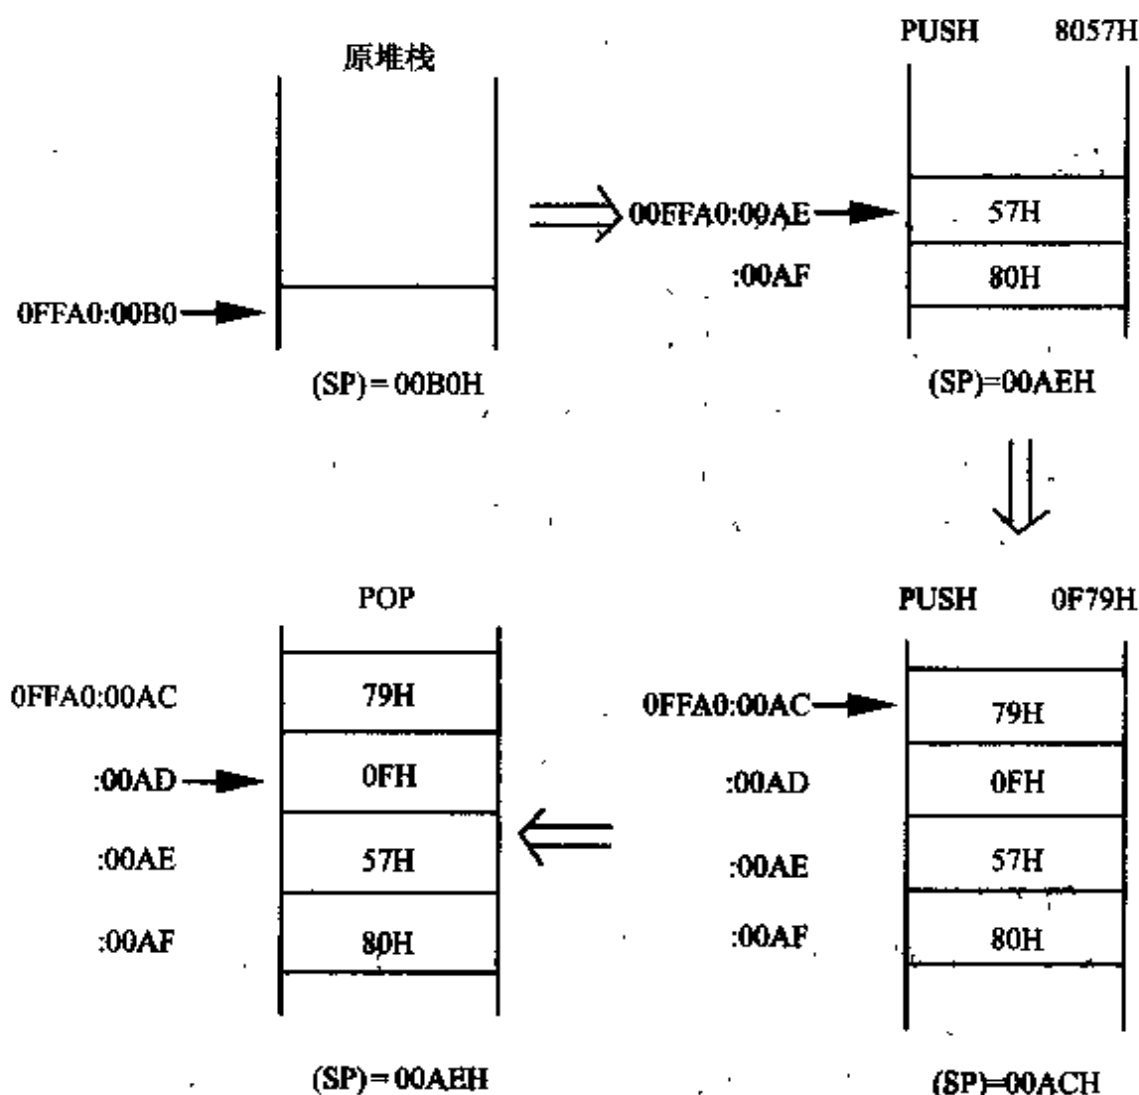 原堆栈
0FFA0:00B0
(SP)=00B0H
PUSH 8057H
00FFA0:00AE
57H
:00AF
80H
(SP)=00AEH
PUSH 0F79H
0FFA0:00AC
79H
:00AD
0FH
:00AE
57H
:00AF
80H
(SP)=00ACH
POP
0FFA0:00AC
79H
:00AD
0FH
:00AE
57H
:00AF
80H
(SP)=00AEH